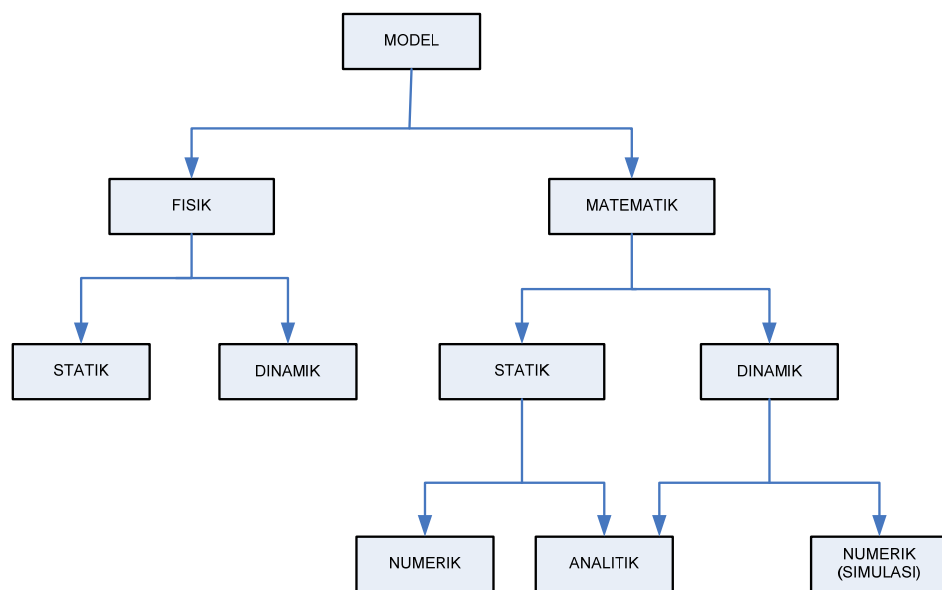 MODEL
FISIK
MATEMATIK
STATIK
DINAMIK
STATIK
DINAMIK
NUMERIK
ANALITIK
NUMERIK
(SIMULASI)